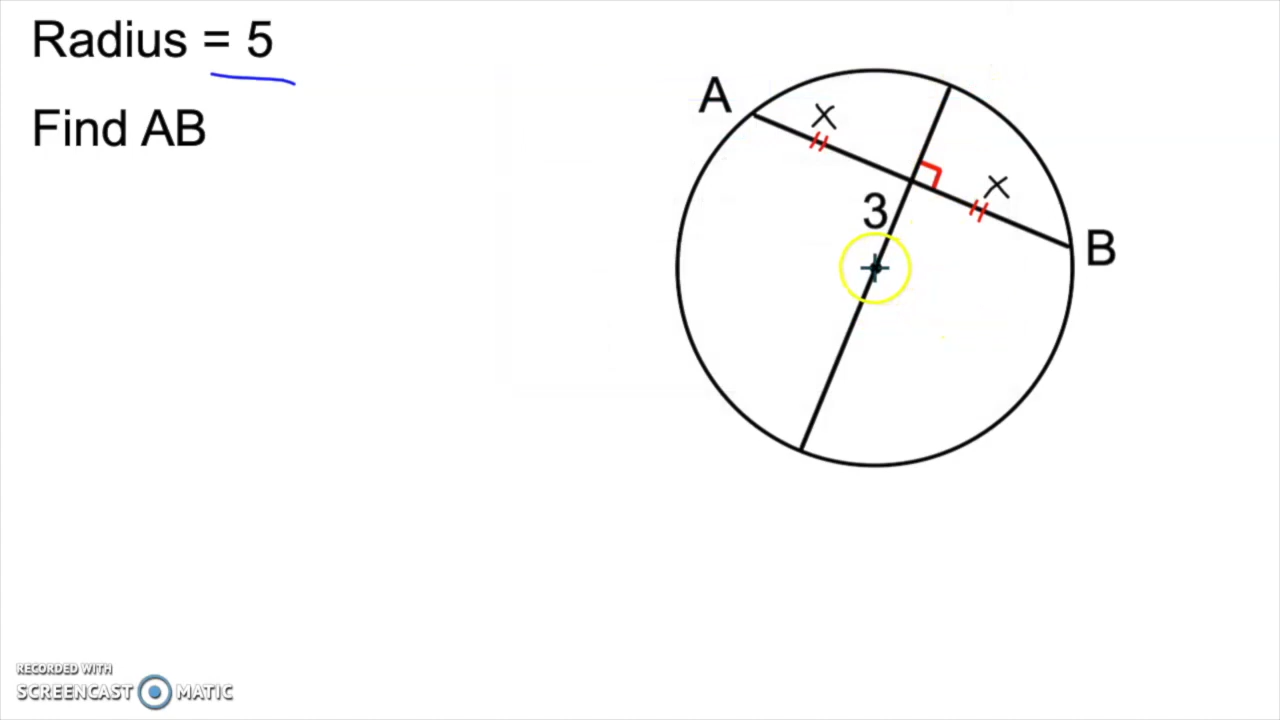 Radius = 5
Find AB
A
x
x
3
B
RECORDED WITH
SCREENCAST MATIC